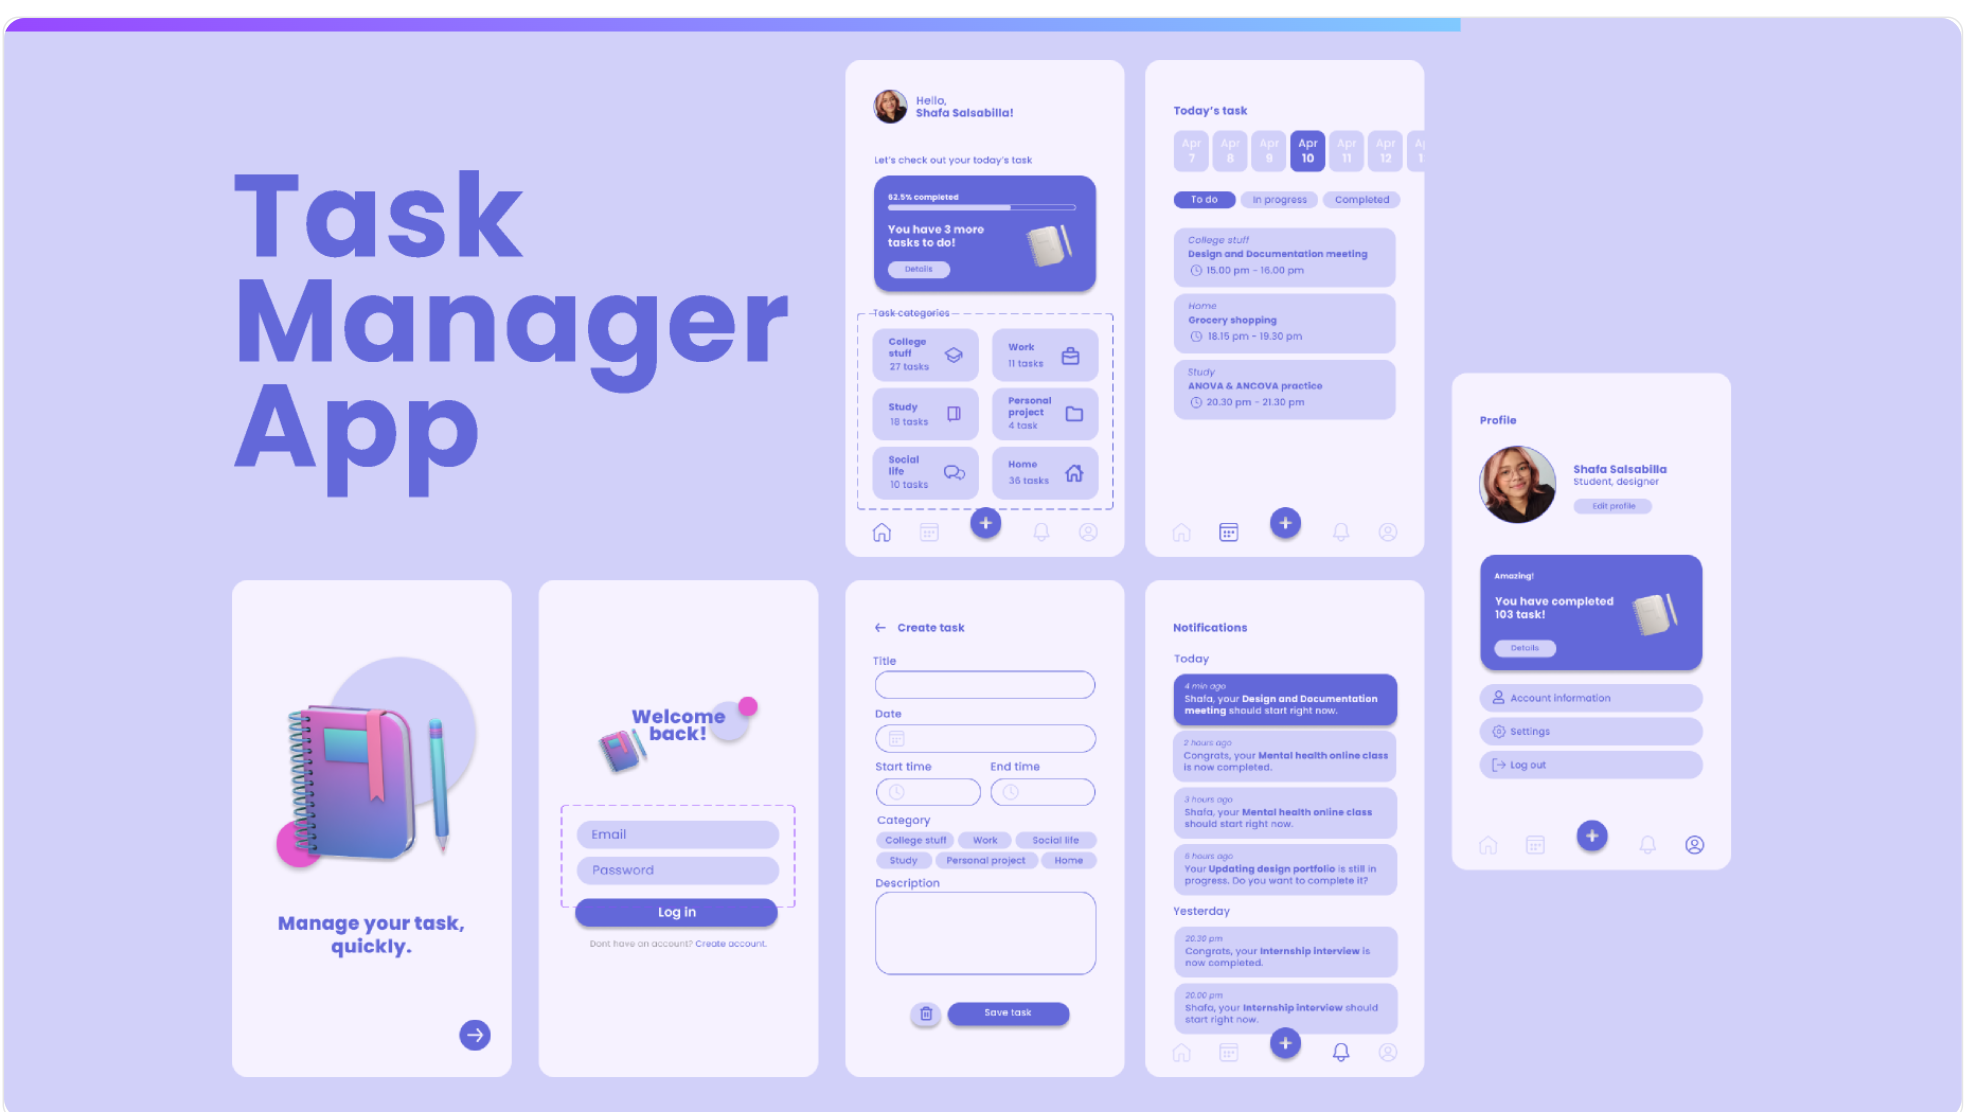 Task
Manager
App
Hello,
Shafa Salsabilla!
Let's check out your today's task
62.5% completed
You have 3 more
tasks to do!
Details
Task categories
College
stuff
27 tasks
Work
11 tasks
Study
18 tasks
Personal
project
4 task
Social
life
10 tasks
Home
36 tasks
Today's task
Apr
7
Apr
8
Apr
9
Apr
10
Apr
11
Apr
12
To do
In progress
Completed
College stuff
Design and Documentation meeting
15.00 pm - 16.00 pm
Home
Grocery shopping
18.15 pm - 19.30 pm
Study
ANOVA & ANCOVA practice
20.30 pm - 21.30 pm
Profile
Shafa Salsabilla
Student, designer
Edit profile
Amazing!
You have completed
103 task!
Details
Account information
Settings
Log out
Manage your task,
quickly.
Welcome
back!
Email
Password
Log in
Dont have an account? Create account.
Create task
Title
Date
Start time
End time
Category
College stuff
Work
Social life
Study
Personal project
Home
Description
Save task
Notifications
Today
4 min ago
Shafa, your Design and Documentation
meeting should start right now.
2 hours ago
Congrats, your Mental health online class
is now completed.
3 hours ago
Shafa, your Mental health online class
should start right now.
6 hours ago
Your Updating design portfolio is still in
progress. Do you want to complete it?
Yesterday
20.30 pm
Congrats, your Internship interview is
now completed.
20.00 pm
Shafa, your Internship interview should
start right now.